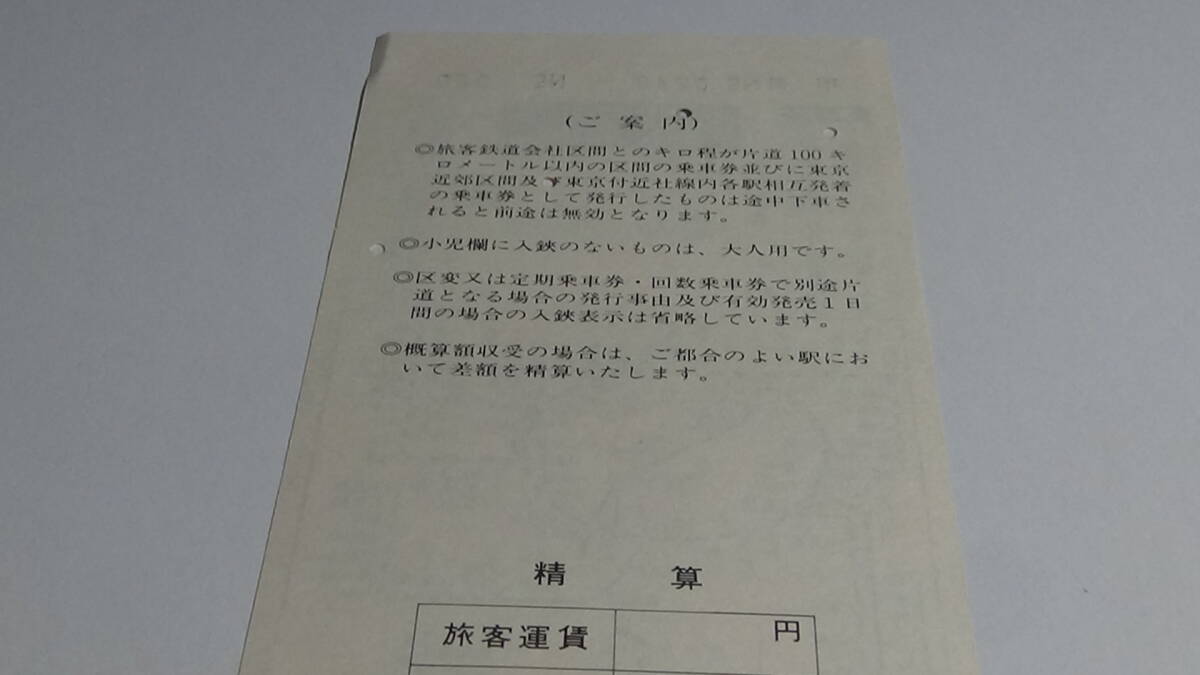 (ご案内)
◎旅客鉄道会社区間とのキロ程が片道100キ
ロメートル以内の区間の乗車券並びに東京
近郊区間及び東京付近社線内各駅相互発着
の乗車券として発行したものは途中下車さ
れると前途は無効となります。
◎小児欄に入鋏のないものは、大人用です。
◎区変又は定期乗車券・回数乗車券で別途片
道となる場合の発行事由及び有効発売1日
間の場合の入鋏表示は省略しています。
◎概算額収受の場合は、ご都合のよい駅にお
いて差額を精算いたします。
精算
旅客運賃 円